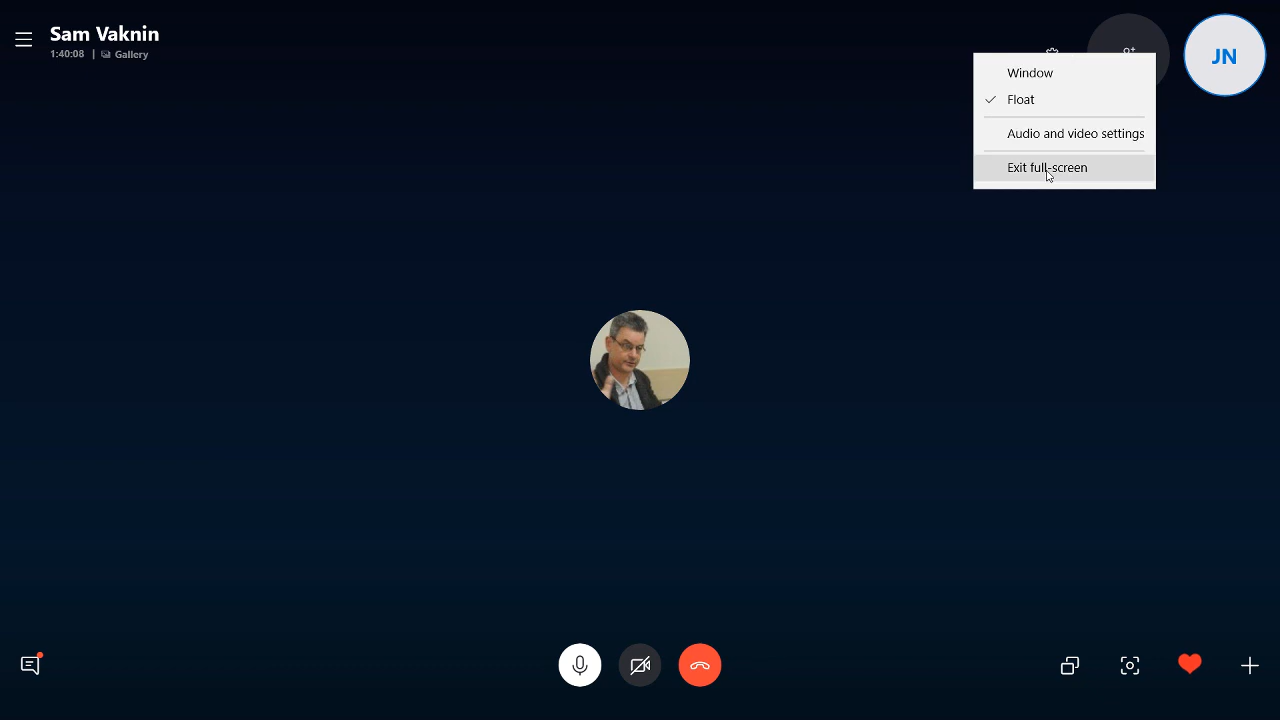 Sam Vaknin
1:40:08 | Gallery
JN
Window
Float
Audio and video settings
Exit full-screen